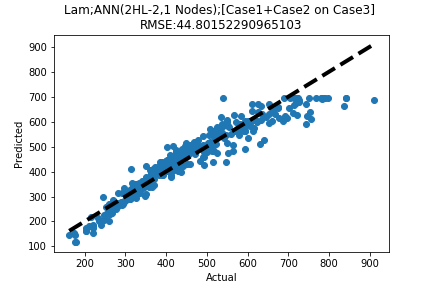 Lam;ANN(2HL-2,1 Nodes);[Case1+Case2 on Case3]
RMSE:44.80152290965103
900
800
700
600
500
400
300
200
100
Predicted
200 300 400 500 600 700 800 900
Actual